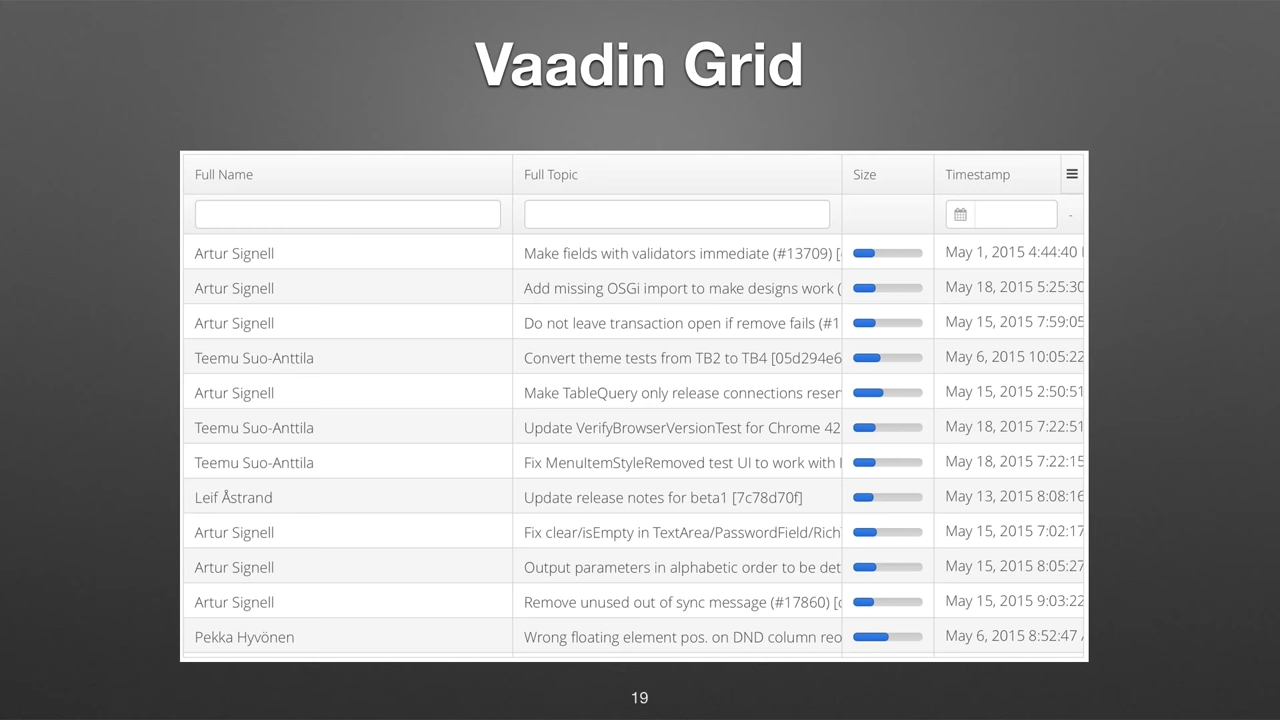 Vaadin Grid
Full Name Full Topic Size Timestamp
-
Artur Signell Make fields with validators immediate (#13709) [ May 1, 2015 4:44:40
Artur Signell Add missing OSGi import to make designs work ( May 18, 2015 5:25:30
Artur Signell Do not leave transaction open if remove fails (#1 May 15, 2015 7:59:05
Teemu Suo-Anttila Convert theme tests from TB2 to TB4 [05d294e6 May 6, 2015 10:05:22
Artur Signell Make TableQuery only release connections reser May 15, 2015 2:50:51
Teemu Suo-Anttila Update VerifyBrowserVersionTest for Chrome 42 May 18, 2015 7:22:51
Teemu Suo-Anttila Fix MenuItemStyleRemoved test UI to work with May 18, 2015 7:22:15
Leif Åstrand Update release notes for beta1 [7c78d70f] May 13, 2015 8:08:16
Artur Signell Fix clear/isEmpty in TextArea/PasswordField/Rich May 15, 2015 7:02:17
Artur Signell Output parameters in alphabetic order to be det May 15, 2015 8:05:27
Artur Signell Remove unused out of sync message (#17860) [ May 15, 2015 9:03:22
Pekka Hyvönen Wrong floating element pos. on DND column reo May 6, 2015 8:52:47
19